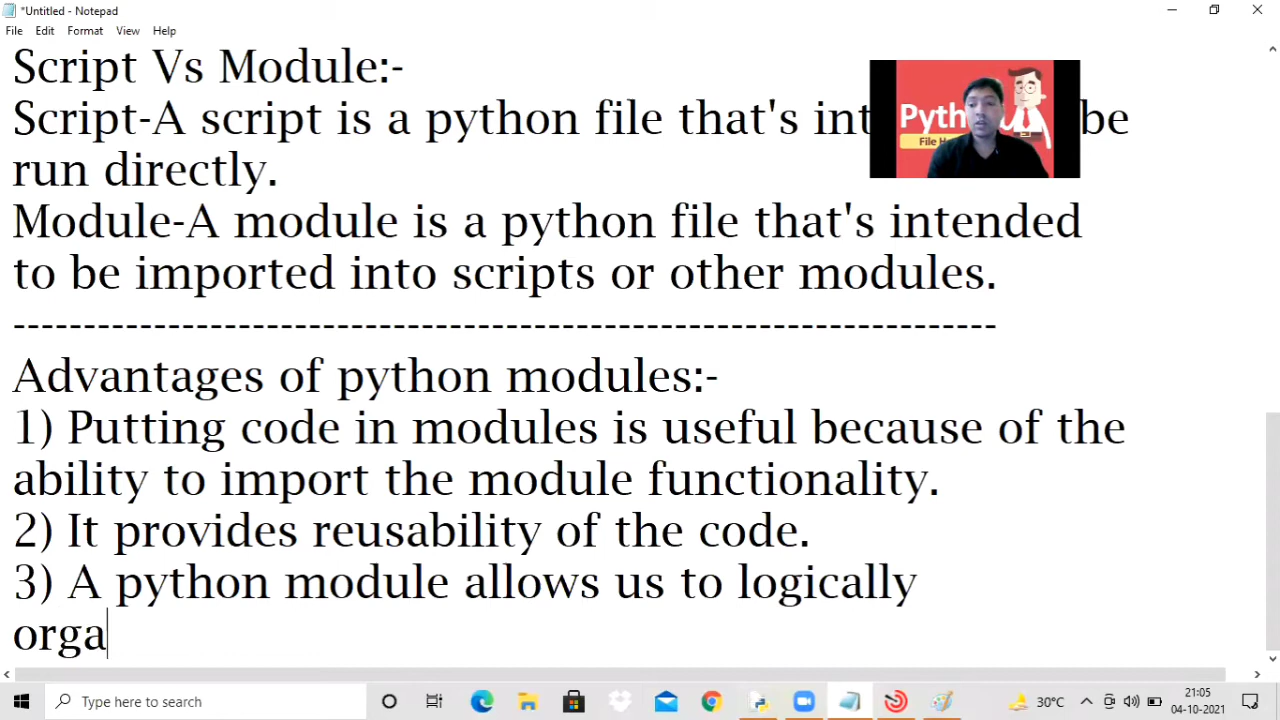 *Untitled - Notepad
File Edit Format View Help
Script Vs Module:-
Script-A script is a python file that's int be
run directly.
Module-A module is a python file that's intended
to be imported into scripts or other modules.
----------------------------------------------------------------------
Advantages of python modules:-
1) Putting code in modules is useful because of the
ability to import the module functionality.
2) It provides reusability of the code.
3) A python module allows us to logically
orga
Type here to search
30°C
21:05
04-10-2021